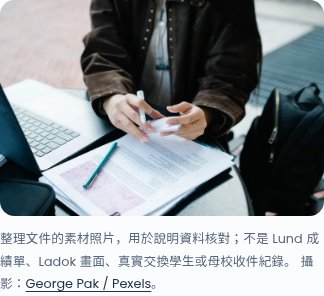 整理文件的素材照片，用於說明資料核對；不是 Lund 成
績單、Ladok 畫面、真實交換學生或母校收件紀錄。 攝
影：George Pak / Pexels。